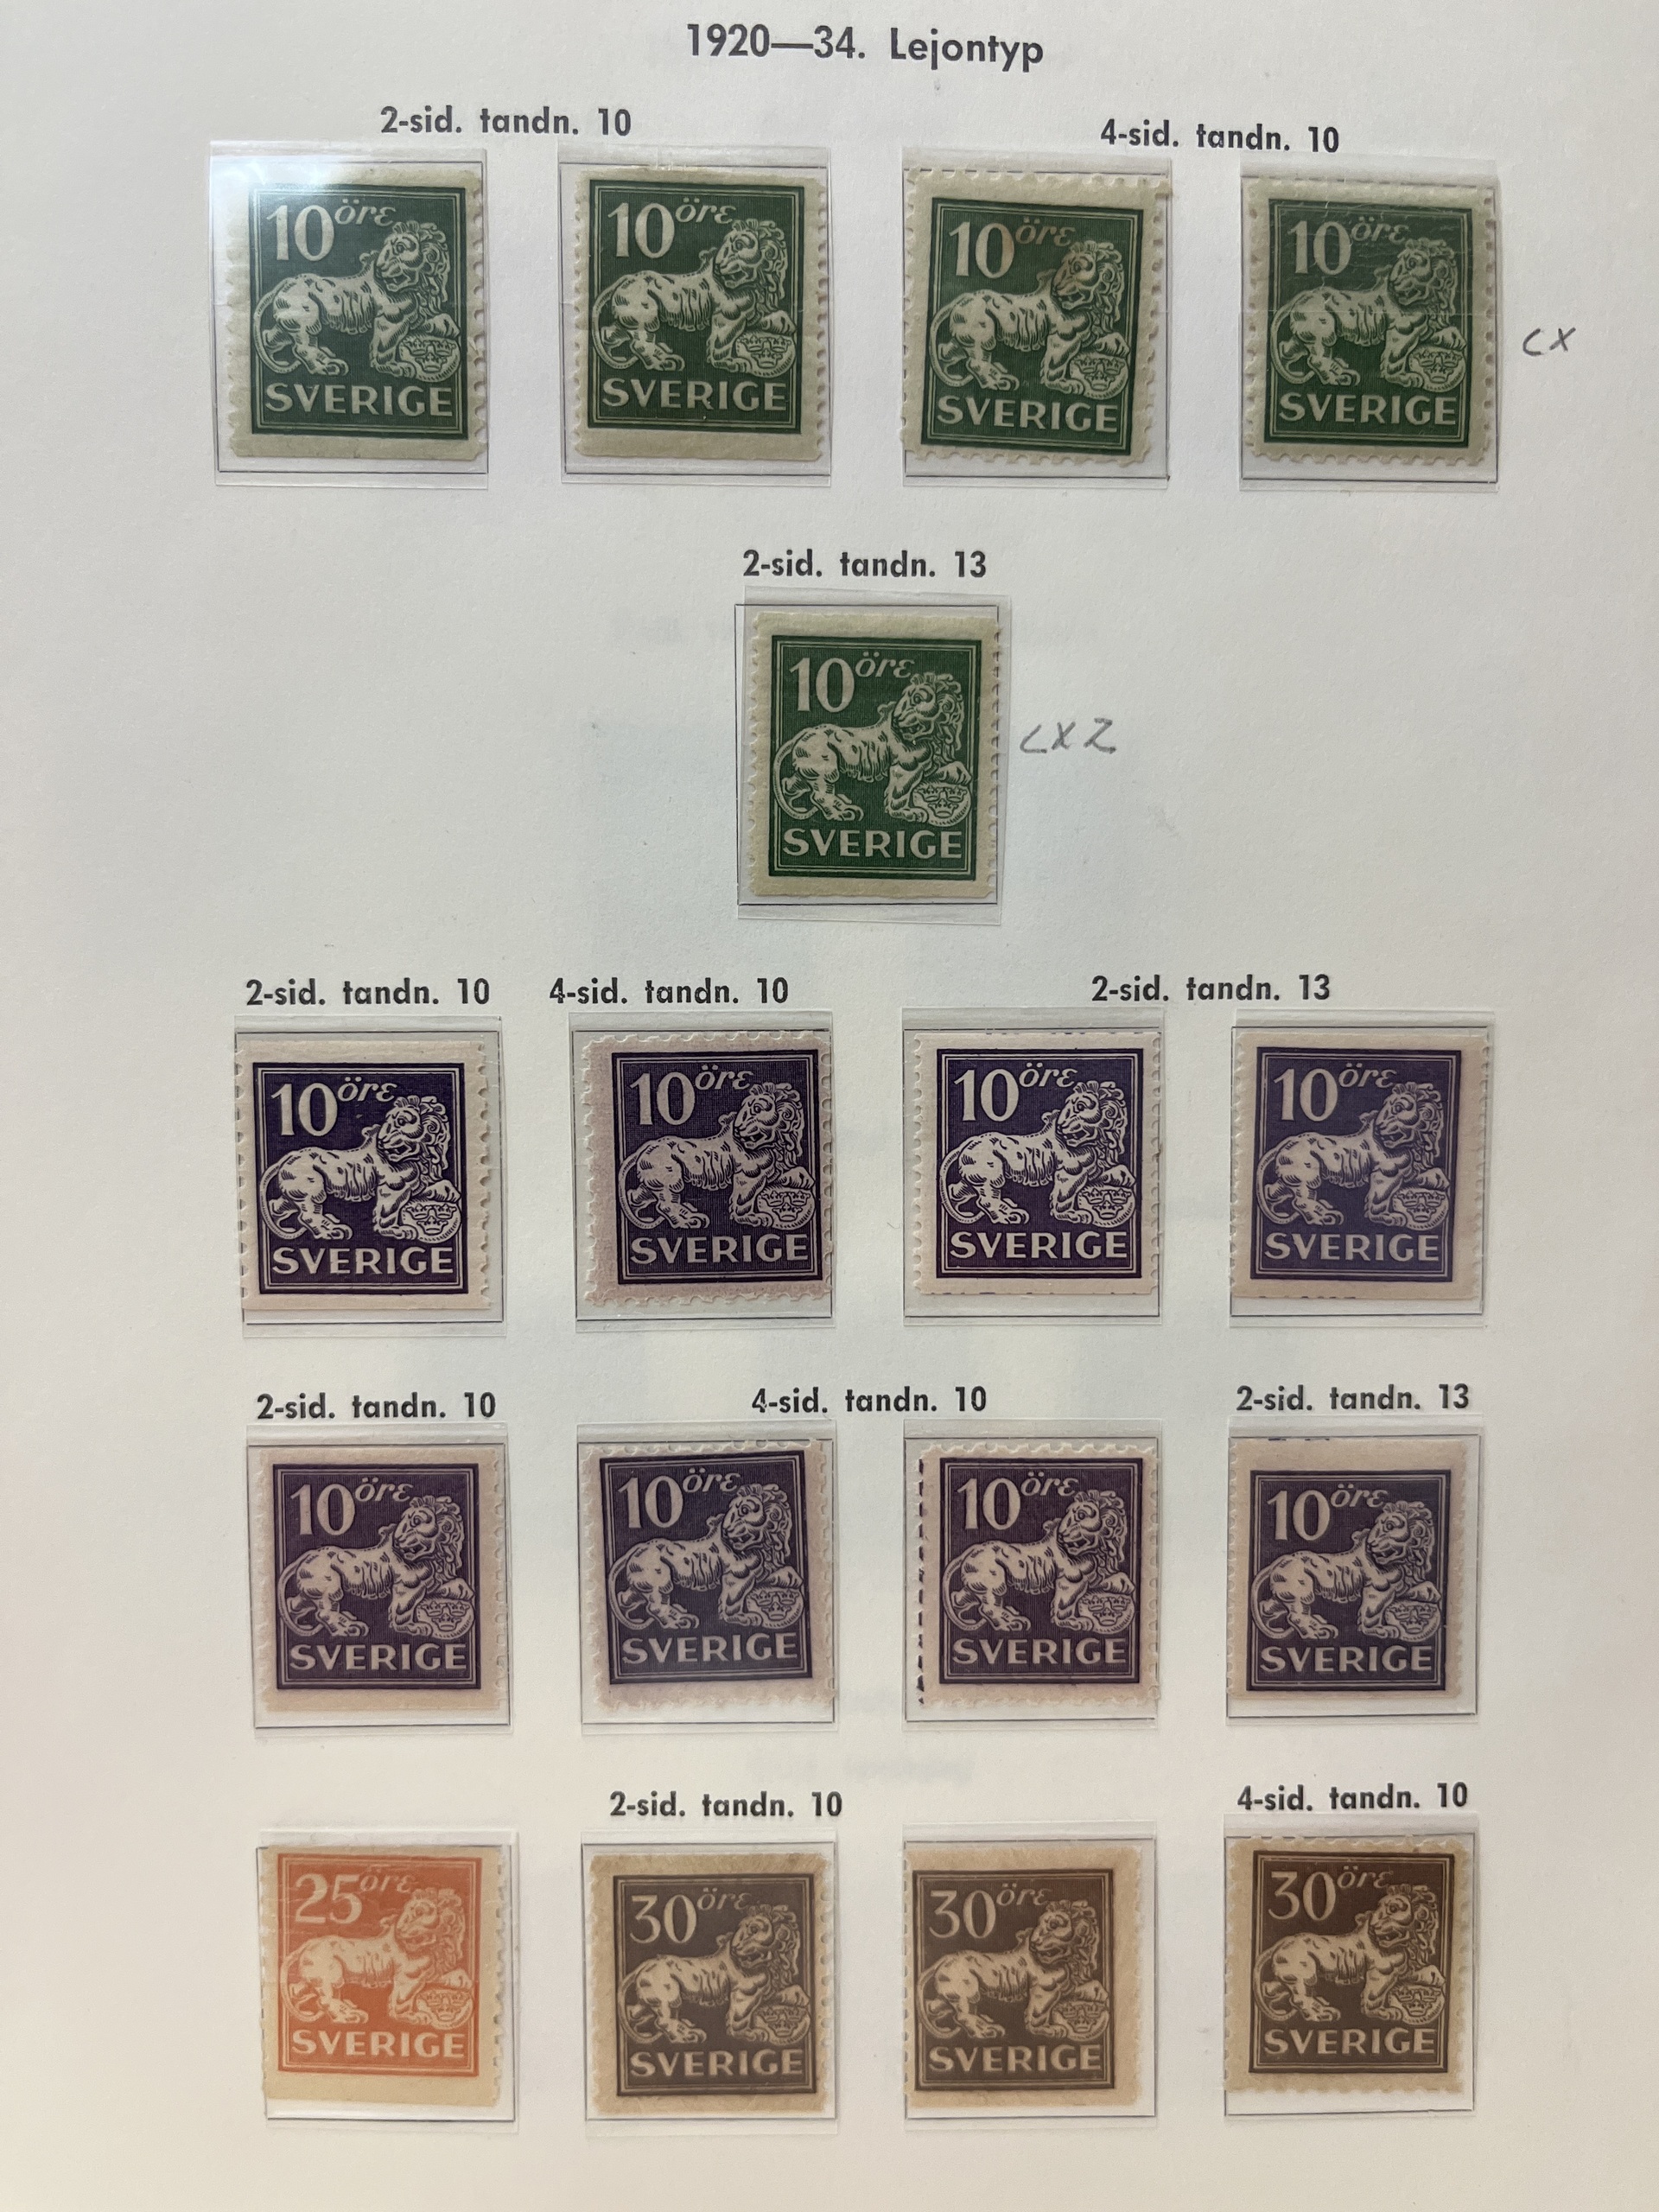 1920—34. Lejontyp
2-sid. tandn. 10
4-sid. tandn. 10
10 öre
SVERIGE
10 öre
SVERIGE
10 öre
SVERIGE
10 öre
SVERIGE
cx
2-sid. tandn. 13
10 öre
SVERIGE
cxz
2-sid. tandn. 10
4-sid. tandn. 10
2-sid. tandn. 13
10 öre
SVERIGE
10 öre
SVERIGE
10 öre
SVERIGE
10 öre
SVERIGE
2-sid. tandn. 10
4-sid. tandn. 10
2-sid. tandn. 13
10 öre
SVERIGE
10 öre
SVERIGE
10 öre
SVERIGE
10 öre
SVERIGE
2-sid. tandn. 10
4-sid. tandn. 10
25 öre
SVERIGE
30 öre
SVERIGE
30 öre
SVERIGE
30 öre
SVERIGE